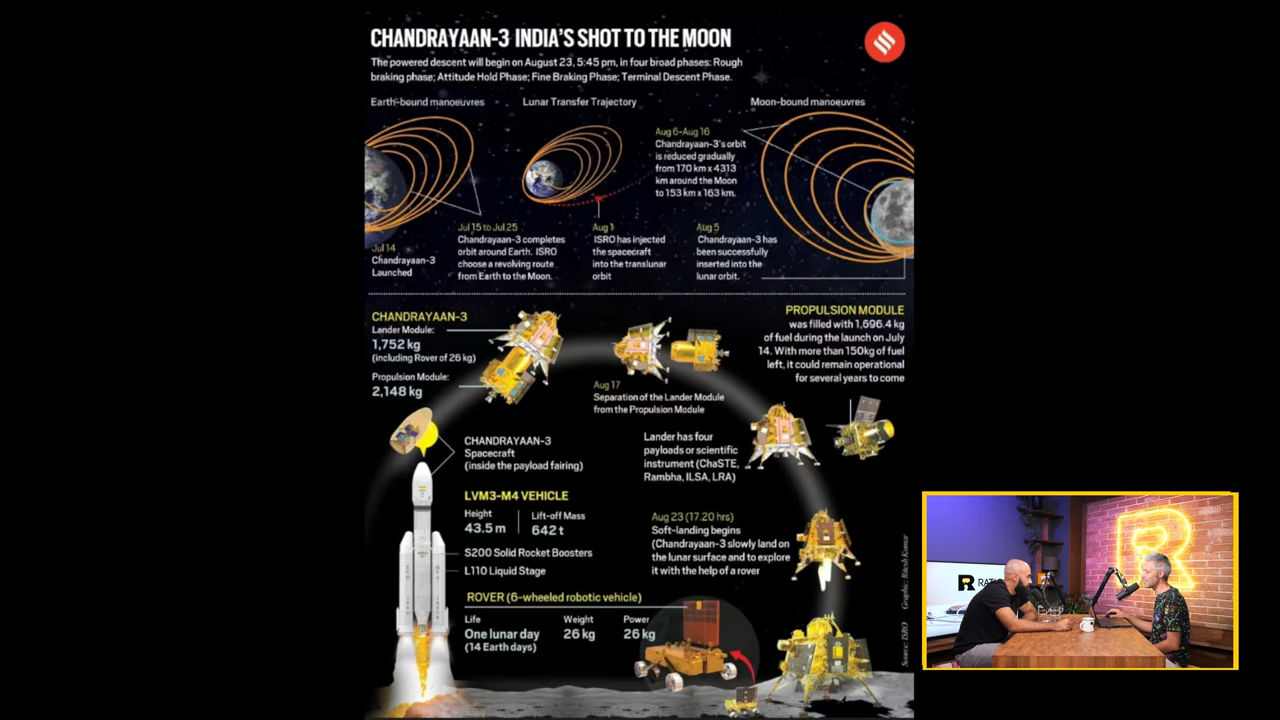 CHANDRAYAAN-3 INDIA'S SHOT TO THE MOON
The powered descent will begin on August 23, 5:45 pm, in four broad phases: Rough
braking phase; Attitude Hold Phase; Fine Braking Phase; Terminal Descent Phase.
Earth-bound manoeuvres
Lunar Transfer Trajectory
Moon-bound manoeuvres
Aug 6-Aug 16
Chandrayaan-3's orbit
is reduced gradually
from 170 km x 4313
km around the Moon
to 153 km x 163 km.
Jul 14
Chandrayaan-3
Launched
Jul 15 to Jul 25
Chandrayaan-3 completes
orbit around Earth. ISRO
choose a revolving route
from Earth to the Moon.
Aug 1
ISRO has injected
the spacecraft
into the translunar
orbit
Aug 5
Chandrayaan-3 has
been successfully
inserted into the
lunar orbit.
CHANDRAYAAN-3
Lander Module:
1,752 kg
(including Rover of 26 kg)
Propulsion Module:
2,148 kg
PROPULSION MODULE
was filled with 1,696.4 kg
of fuel during the launch on July
14. With more than 150kg of fuel
left, it could remain operational
for several years to come
Aug 17
Separation of the Lander Module
from the Propulsion Module
CHANDRAYAAN-3
Spacecraft
(inside the payload fairing)
Lander has four
payloads or scientific
instrument (ChaSTE,
Rambha, ILSA, LRA)
LVM3-M4 VEHICLE
Height
43.5 m
Lift-off Mass
642 t
S200 Solid Rocket Boosters
L110 Liquid Stage
Aug 23 (17.20 hrs)
Soft-landing begins
(Chandrayaan-3 slowly land on
the lunar surface and to explore
it with the help of a rover
ROVER (6-wheeled robotic vehicle)
Life
One lunar day
(14 Earth days)
Weight
26 kg
Power
26 kg
Source: ISRO Graphic: Ritesh Kumar
R